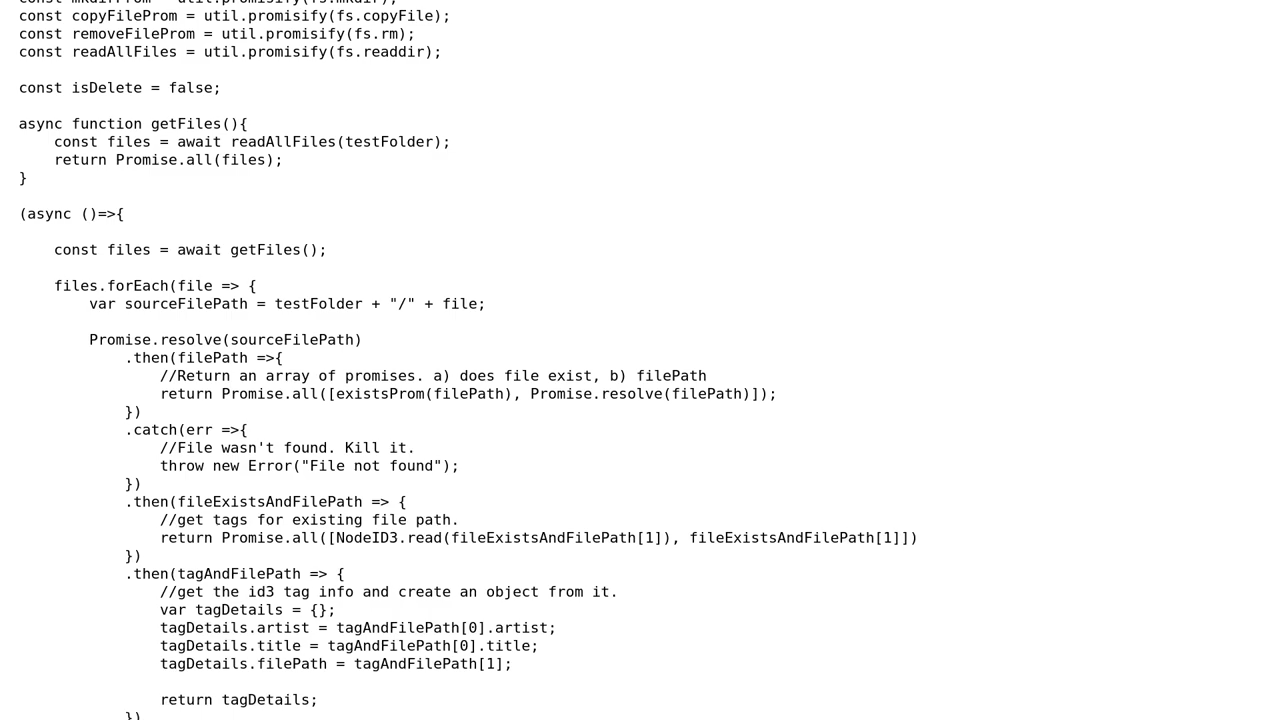 const mkdirProm = util.promisify(fs.mkdir);
const copyFileProm = util.promisify(fs.copyFile);
const removeFileProm = util.promisify(fs.rm);
const readAllFiles = util.promisify(fs.readdir);
const isDelete = false;
async function getFiles(){
const files = await readAllFiles(testFolder);
return Promise.all(files);
}
(async ()=>{
const files = await getFiles();
files.forEach(file => {
var sourceFilePath = testFolder + "/" + file;
Promise.resolve(sourceFilePath)
.then(filePath =>{
//Return an array of promises. a) does file exist, b) filePath
return Promise.all([existsProm(filePath), Promise.resolve(filePath)]);
})
.catch(err =>{
//File wasn't found. Kill it.
throw new Error("File not found");
})
.then(fileExistsAndFilePath => {
//get tags for existing file path.
return Promise.all([NodeID3.read(fileExistsAndFilePath[1]), fileExistsAndFilePath[1]])
})
.then(tagAndFilePath => {
//get the id3 tag info and create an object from it.
var tagDetails = {};
tagDetails.artist = tagAndFilePath[0].artist;
tagDetails.title = tagAndFilePath[0].title;
tagDetails.filePath = tagAndFilePath[1];
return tagDetails;
})